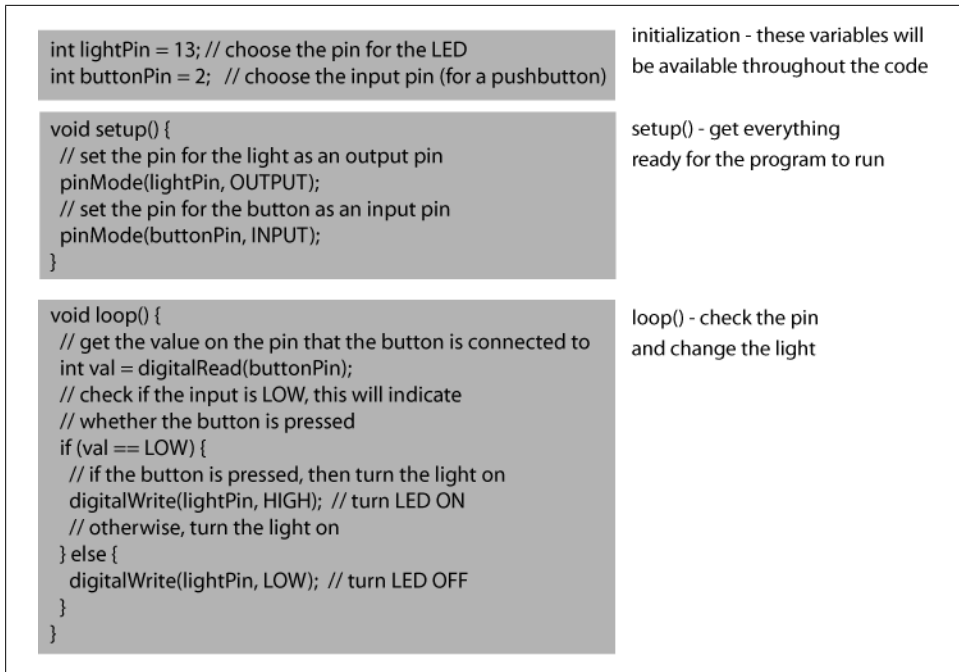 int lightPin = 13; // choose the pin for the LED
int buttonPin = 2; // choose the input pin (for a pushbutton)
initialization - these variables will
be available throughout the code
void setup() {
// set the pin for the light as an output pin
pinMode(lightPin, OUTPUT);
// set the pin for the button as an input pin
pinMode(buttonPin, INPUT);
}
setup() - get everything
ready for the program to run
void loop() {
// get the value on the pin that the button is connected to
int val = digitalRead(buttonPin);
// check if the input is LOW, this will indicate
// whether the button is pressed
if (val == LOW) {
// if the button is pressed, then turn the light on
digitalWrite(lightPin, HIGH); // turn LED ON
// otherwise, turn the light on
} else {
digitalWrite(lightPin, LOW); // turn LED OFF
}
}
loop() - check the pin
and change the light